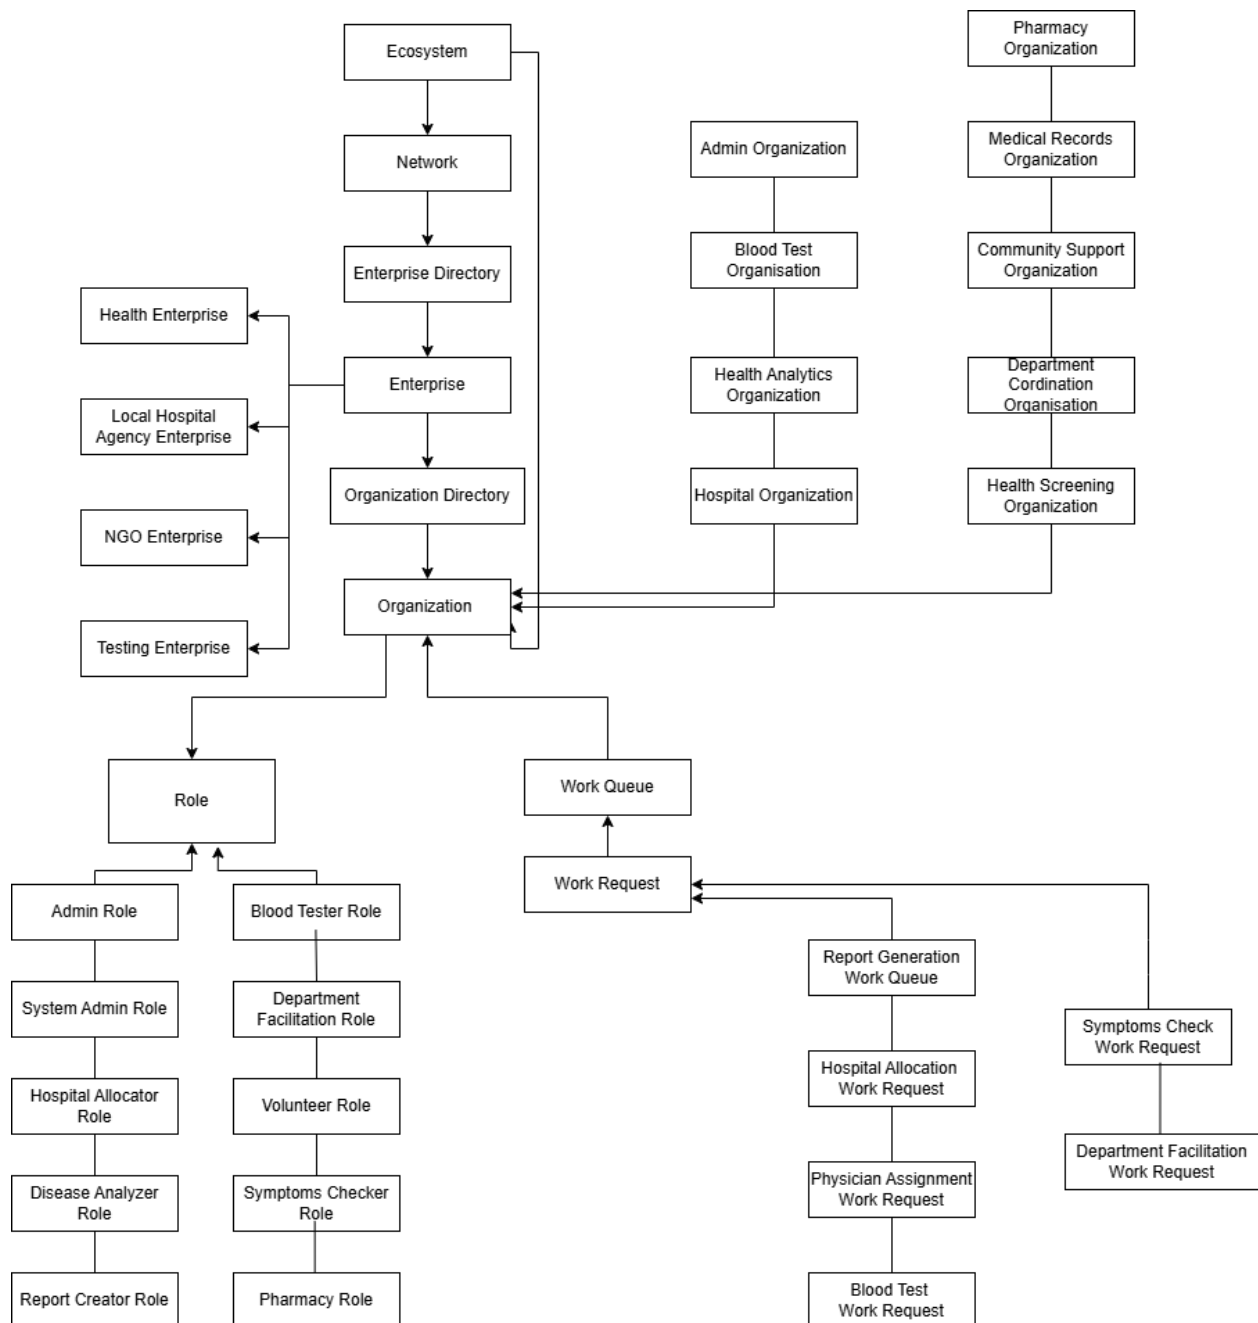 Ecosystem
Pharmacy
Organization
Network
Admin Organization
Medical Records
Organization
Enterprise Directory
Blood Test
Organisation
Community Support
Organization
Health Enterprise
Enterprise
Health Analytics
Organization
Department
Cordination
Organisation
Local Hospital
Agency Enterprise
Organization Directory
Hospital Organization
Health Screening
Organization
NGO Enterprise
Organization
Testing Enterprise
Role
Work Queue
Work Request
Admin Role
Blood Tester Role
Report Generation
Work Queue
System Admin Role
Department
Facilitation Role
Symptoms Check
Work Request
Hospital Allocator
Role
Volunteer Role
Hospital Allocation
Work Request
Department Facilitation
Work Request
Disease Analyzer
Role
Symptoms Checker
Role
Physician Assignment
Work Request
Report Creator Role
Pharmacy Role
Blood Test
Work Request